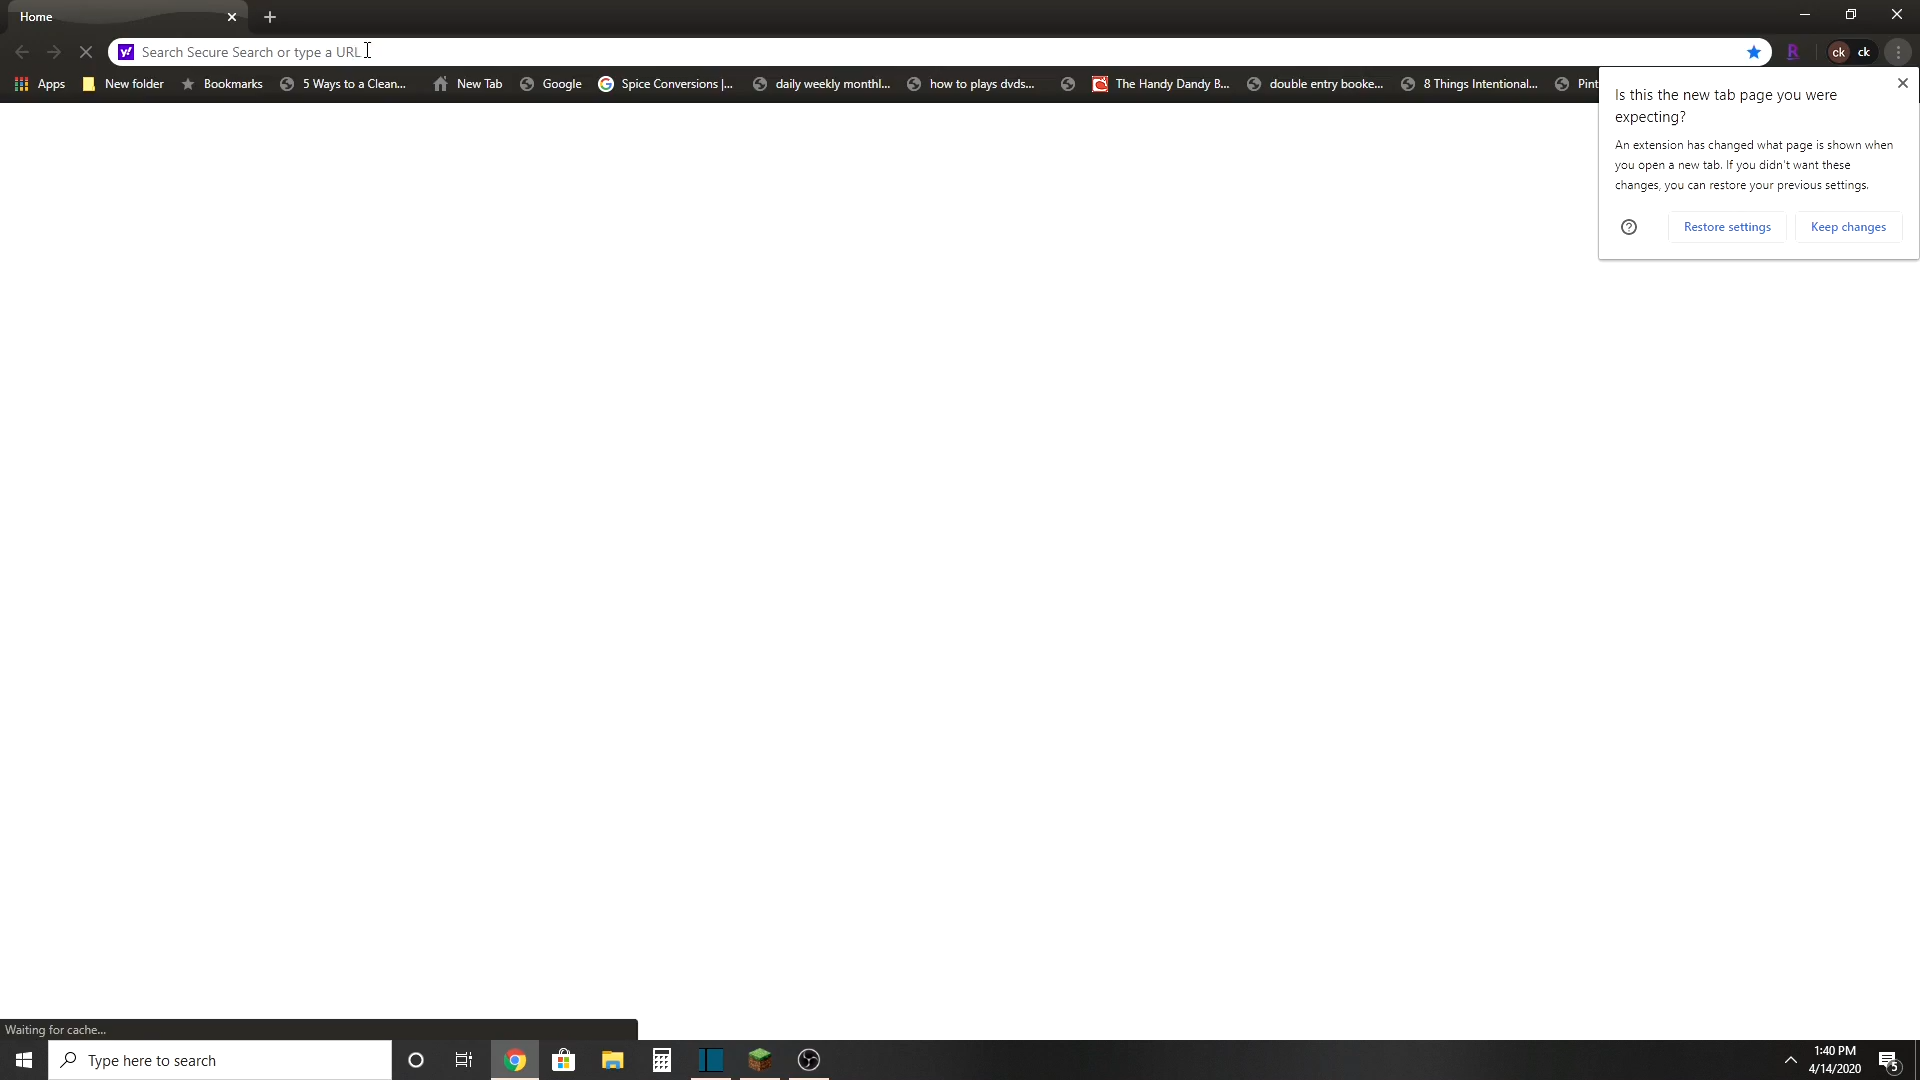 Home
y! Search Secure Search or type a URL
R ck ck
Apps New folder Bookmarks 5 Ways to a Clean... New Tab Google Spice Conversions |... daily weekly monthl... how to plays dvds... The Handy Dandy B... double entry booke... 8 Things Intentional... Pint
Is this the new tab page you were
expecting?
An extension has changed what page is shown when
you open a new tab. If you didn't want these
changes, you can restore your previous settings.
Restore settings Keep changes
Waiting for cache...
Type here to search
1:40 PM
4/14/2020
5